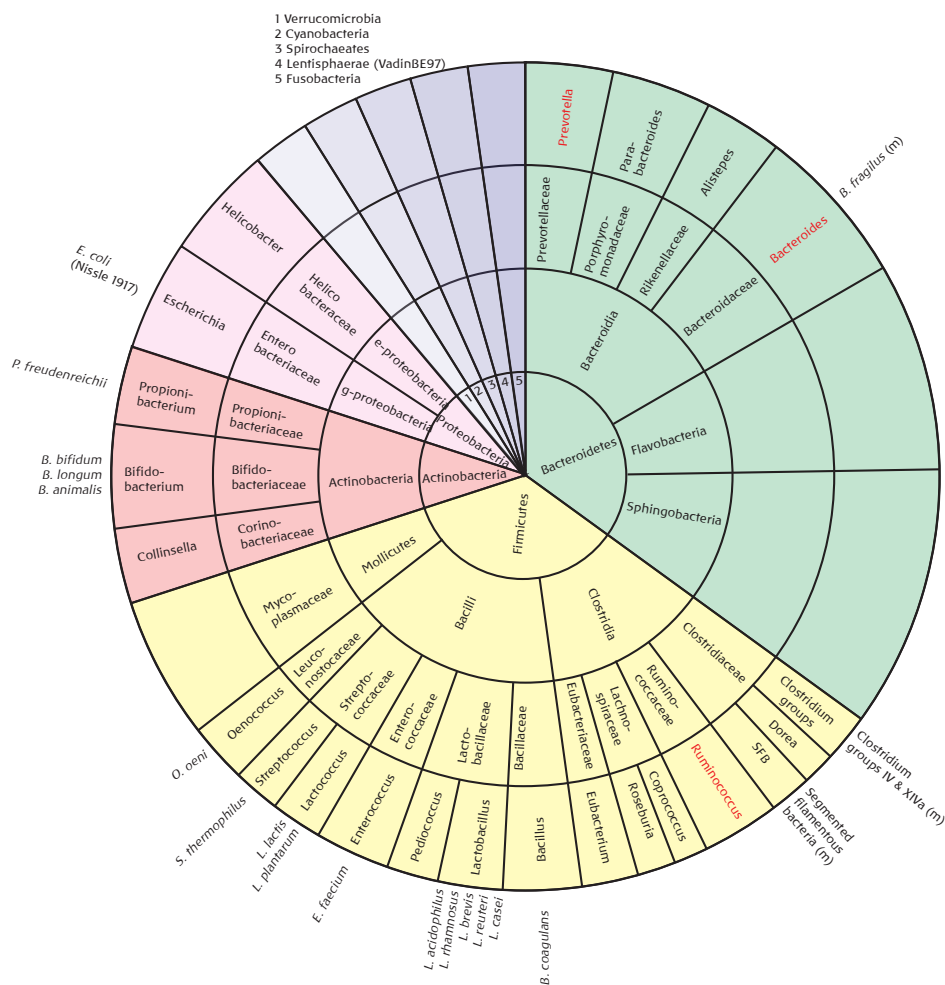 1 Verrucomicrobia
2 Cyanobacteria
3 Spirochaeates
4 Lentisphaerae (VadinBE97)
5 Fusobacteria
Prevotella
Para-
bacteroides
Alistepes
Bacteroides
B. fragilus (m)
Prevotellaceae
Porphyro-
monadaceae
Rikenellaceae
Bacteroidaceae
Bacteroidia
Flavobacteria
Sphingobacteria
Bacteroidetes
Helicobacter
Helico
bacteraceae
e-proteobacteria
E. coli
(Nissle 1917)
Escherichia
Entero
bacteriaceae
g-proteobacteria
Proteobacteria
1
2
3
4
5
P. freudenreichii
Propioni-
bacterium
Propioni-
bacteriaceae
B. bifidum
B. longum
B. animalis
Bifido-
bacterium
Bifido-
bacteriaceae
Actinobacteria
Actinobacteria
Collinsella
Corino-
bacteriaceae
Firmicutes
Mollicutes
Bacilli
Clostridia
Myco-
plasmaceae
Leuco-
nostocaceae
Strepto-
coccaceae
Entero-
coccaceae
Lacto-
bacillaceae
Bacillaceae
Eubacteriaceae
Lachno-
spiraceae
Rumino-
coccaceae
Clostridiaceae
Oenococcus
Streptococcus
Lactococcus
Enterococcus
Pediococcus
Lactobacillus
Bacillus
Eubacterium
Roseburia
Coprococcus
Ruminococcus
SFB
Dorea
Clostridium
groups
O. oeni
S. thermophilus
L. lactis
L. plantarum
E. faecium
L. acidophilus
L. rhamnosus
L. brevis
L. reuteri
L. casei
B. coagulans
Segmented
filamentous
bacteria (m)
Clostridium
groups IV & XIVa (m)